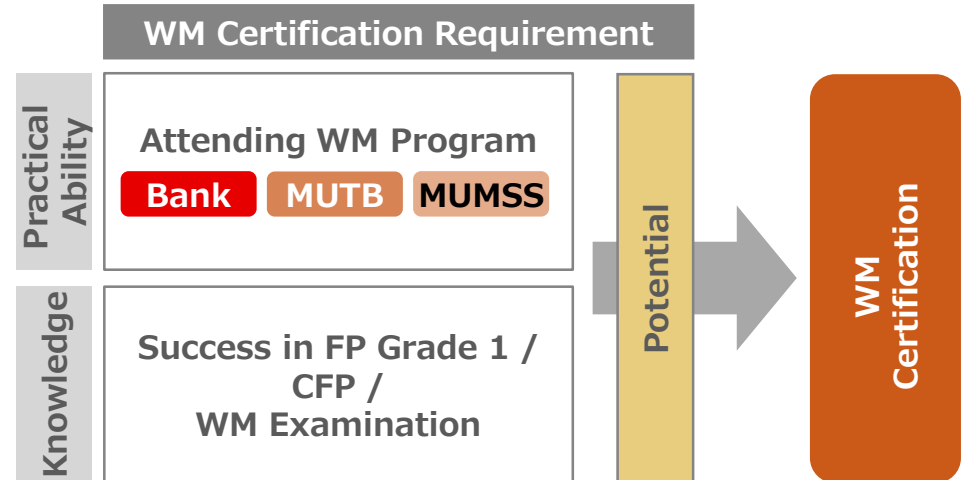 WM Certification Requirement
Practical
Ability
Attending WM Program
Bank
MUTB
MUMSS
Knowledge
Success in FP Grade 1 /
CFP /
WM Examination
Potential
WM
Certification